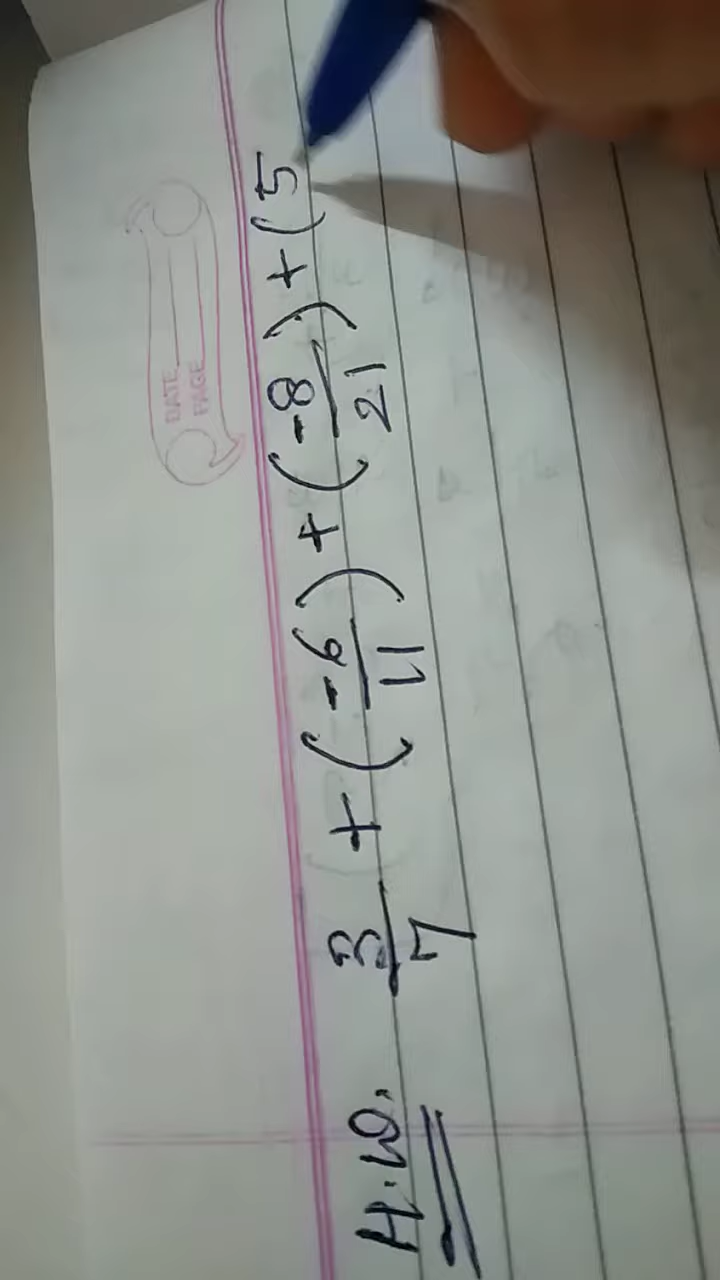 DATE
PAGE
H.W. 3/7 + (-6/11) + (-8/21) + (5